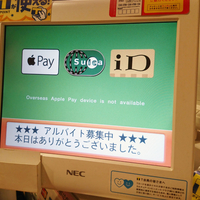 Pay
Suica
iD
Overseas Apple Pay device is not available
★★★ アルバイト募集中 ★★★
本日はありがとうございました。
NEC